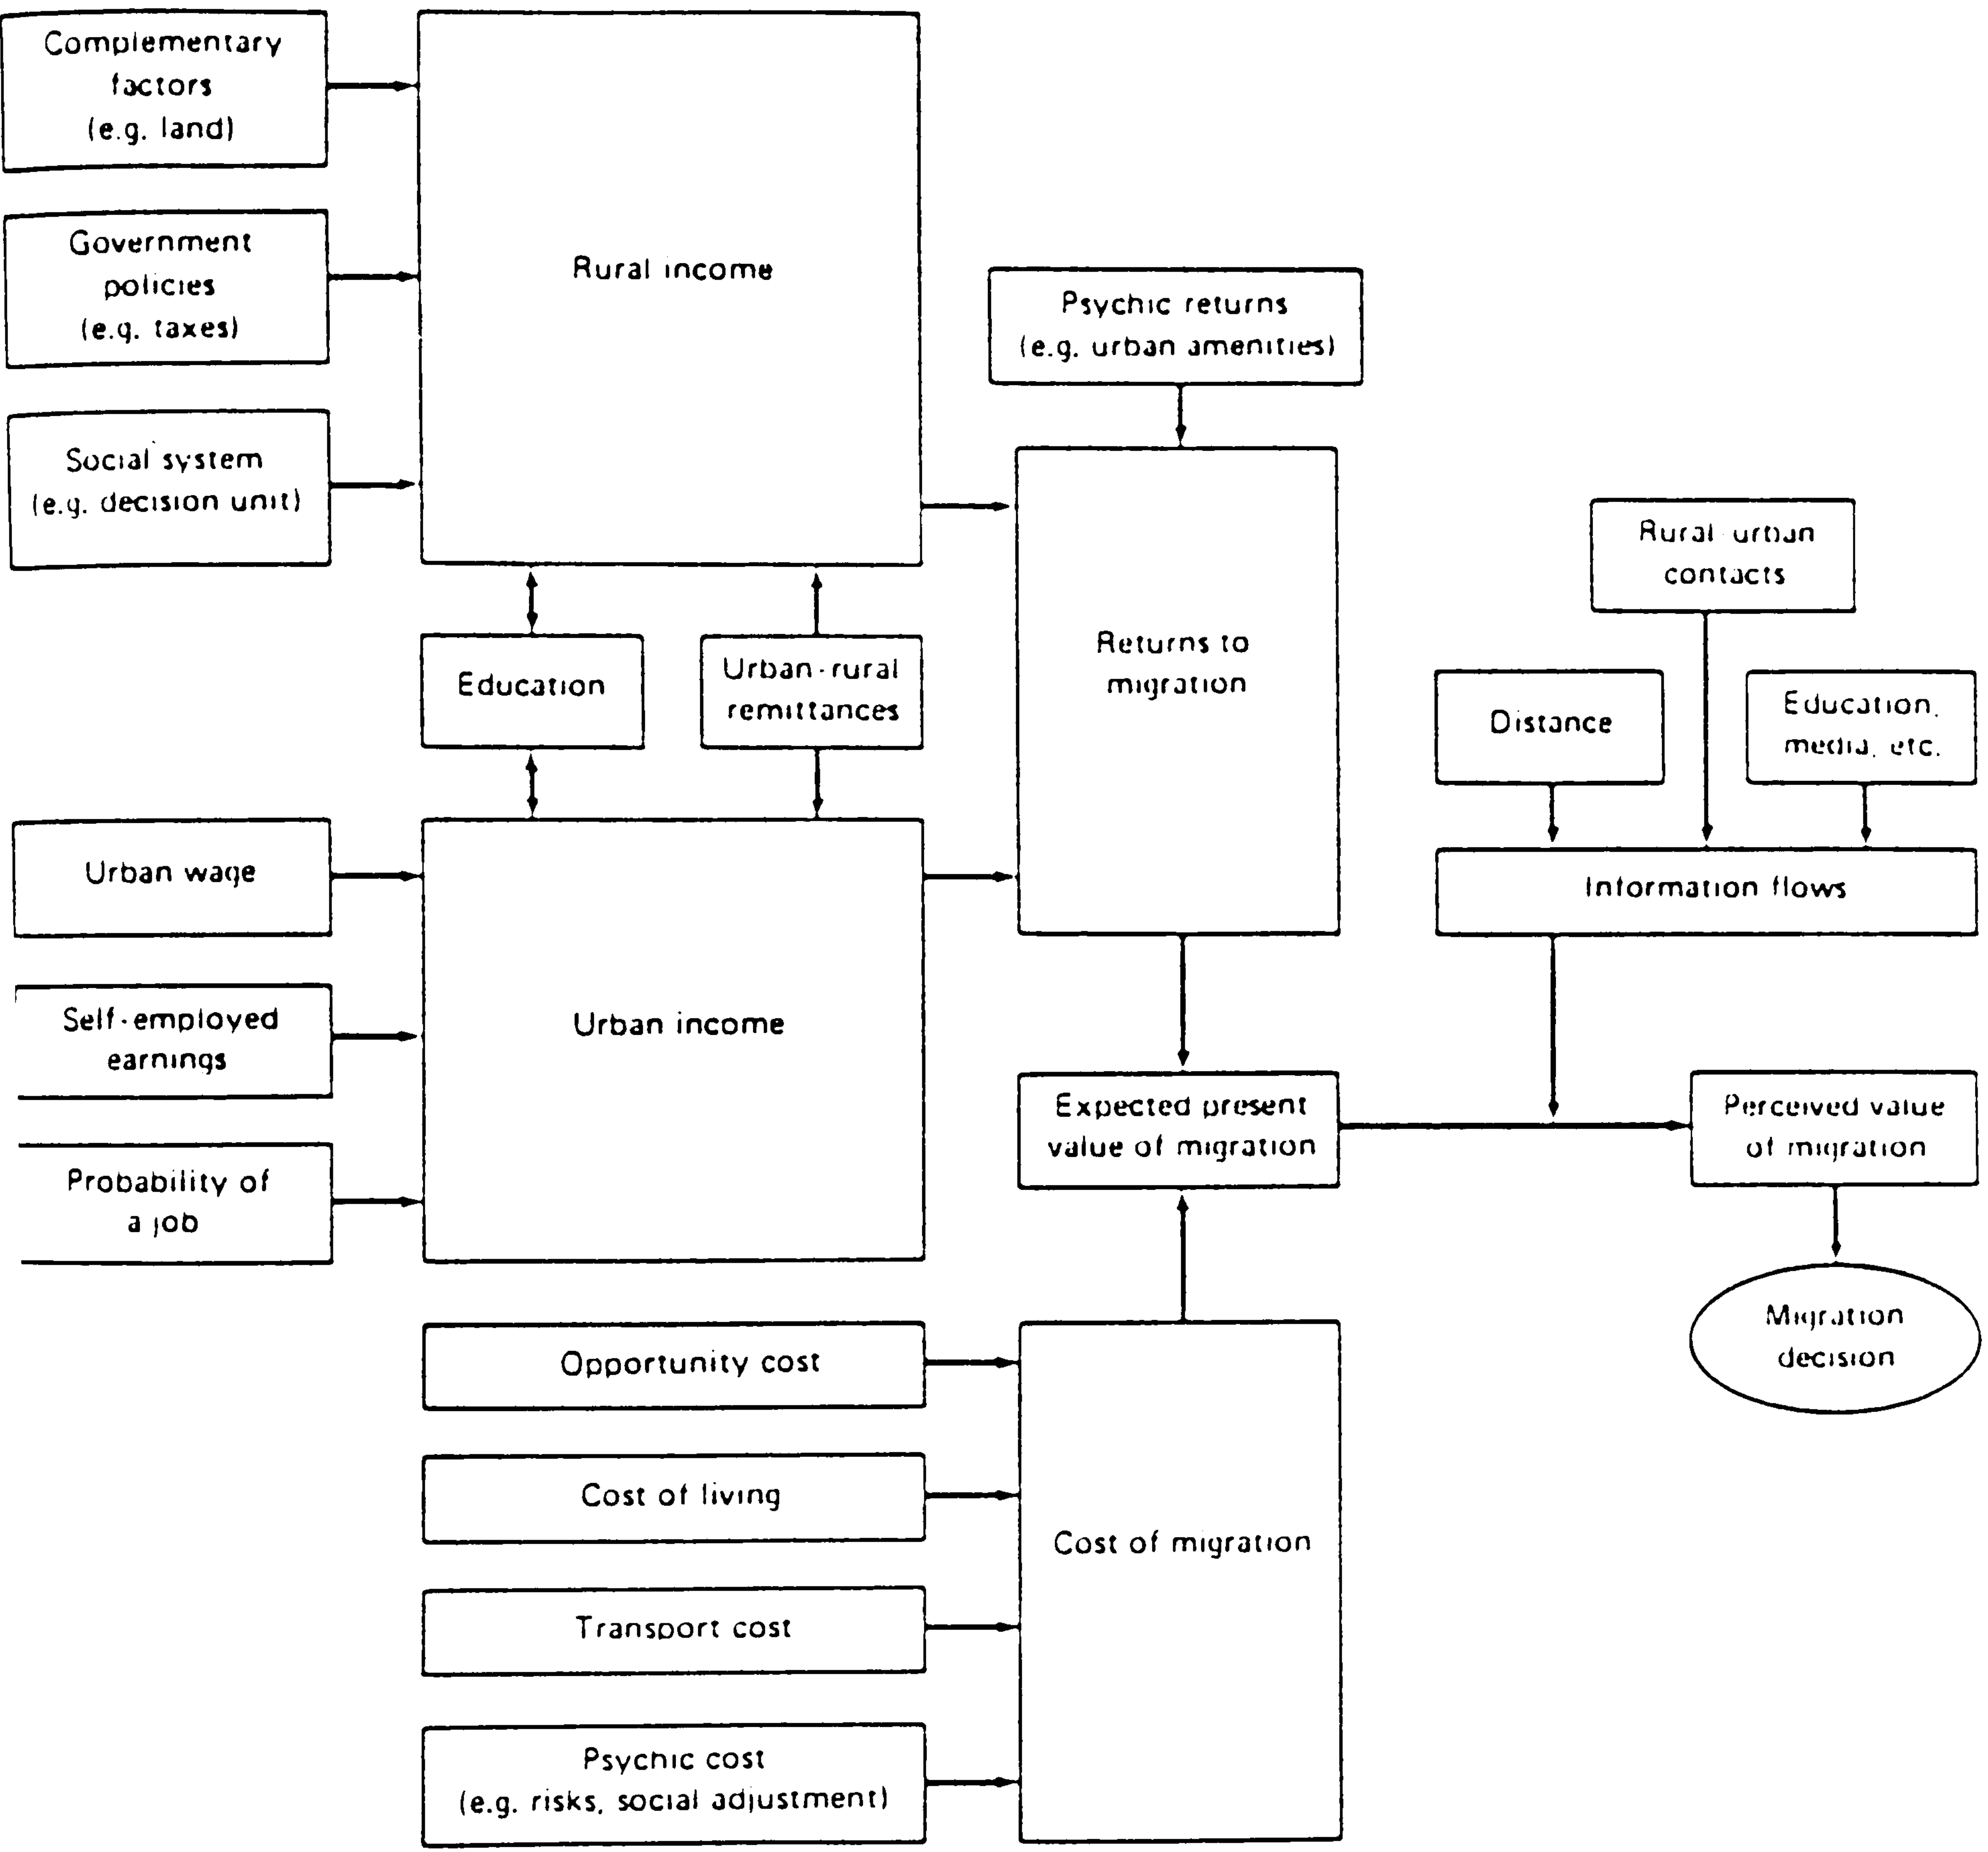 Complementary
factors
(e.g. land)
Government
policies
(e.g. taxes)
Social system
(e.g. decision unit)
Rural income
Psychic returns
(e.g. urban amenities)
Education
Urban-rural
remittances
Returns to
migration
Rural urban
contacts
Distance
Education,
media, etc.
Information flows
Urban wage
Self-employed
earnings
Probability of
a job
Urban income
Expected present
value of migration
Perceived value
of migration
Migration
decision
Opportunity cost
Cost of living
Transport cost
Psychic cost
(e.g. risks, social adjustment)
Cost of migration